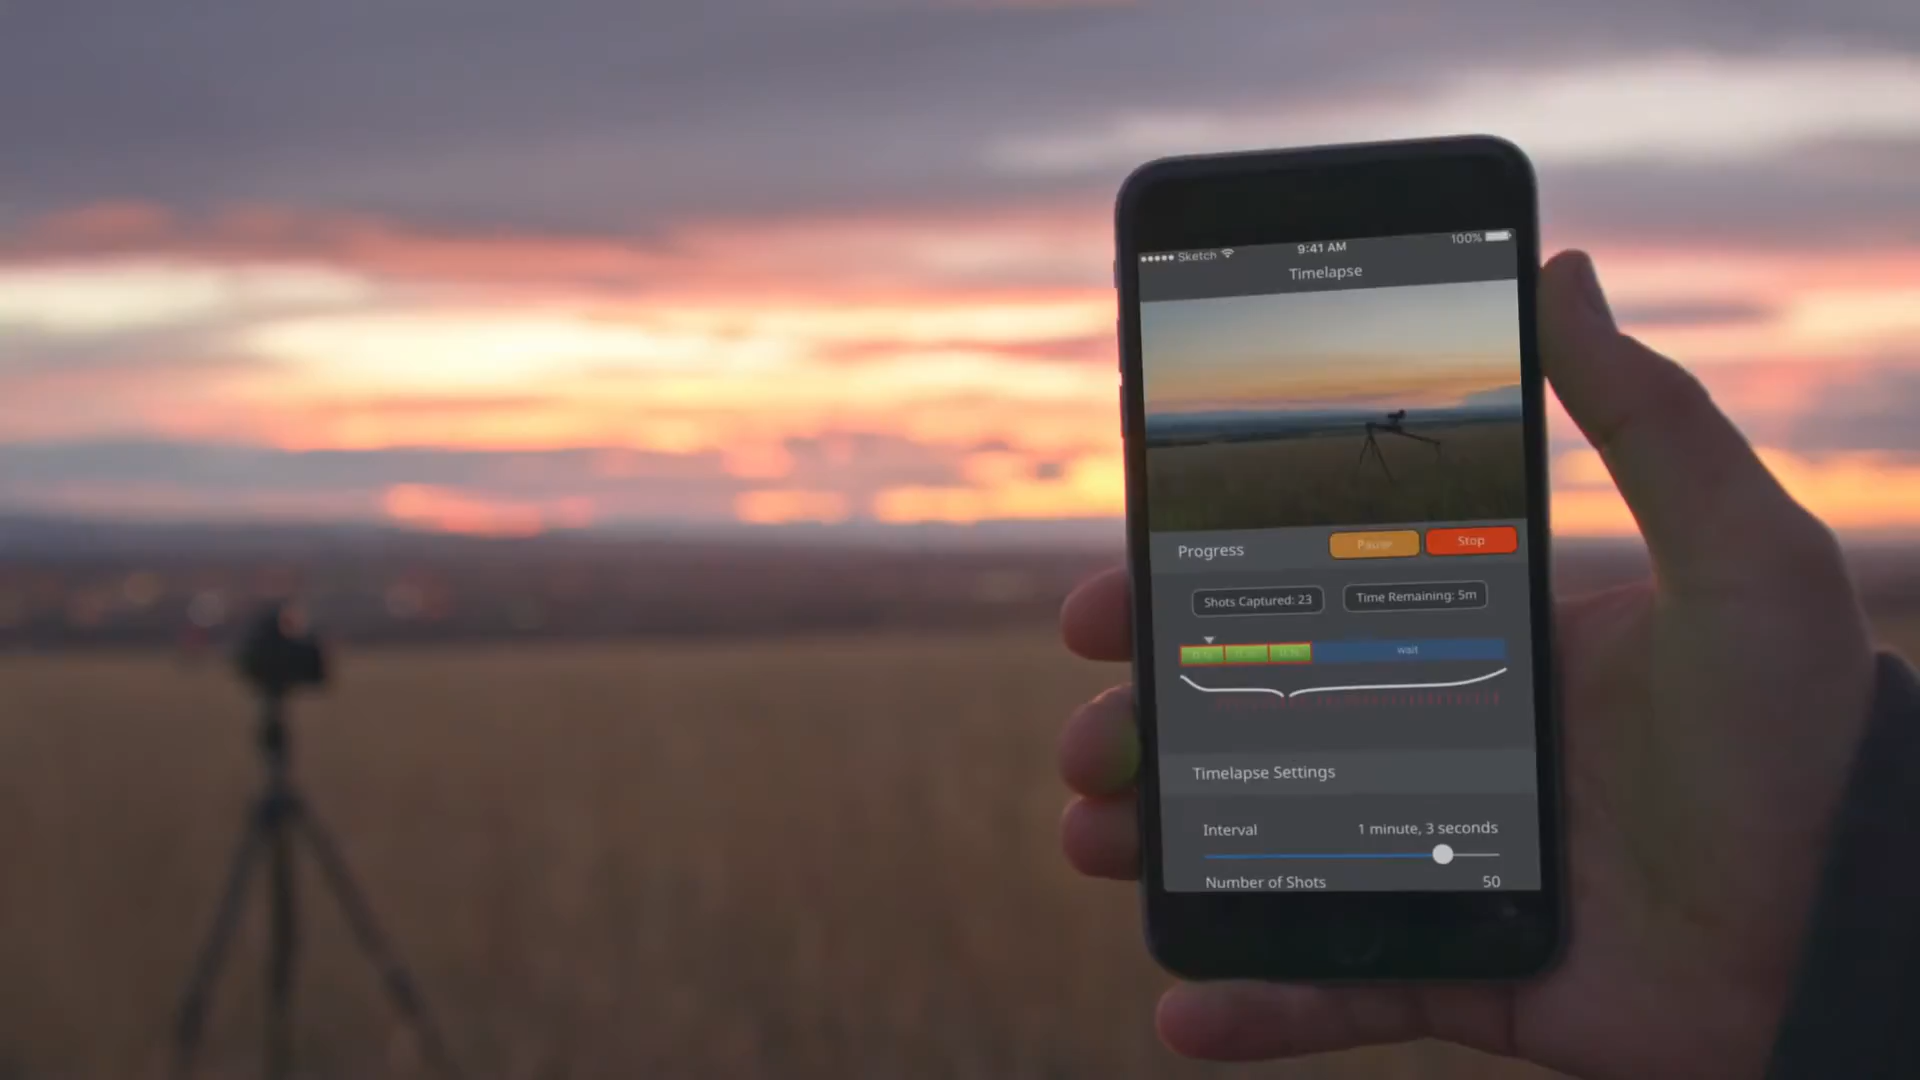 Sketch 9:41 AM 100%
Timelapse
Progress Pause Stop
Shots Captured: 23 Time Remaining: 5m
wait
Timelapse Settings
Interval 1 minute, 3 seconds
Number of Shots 50